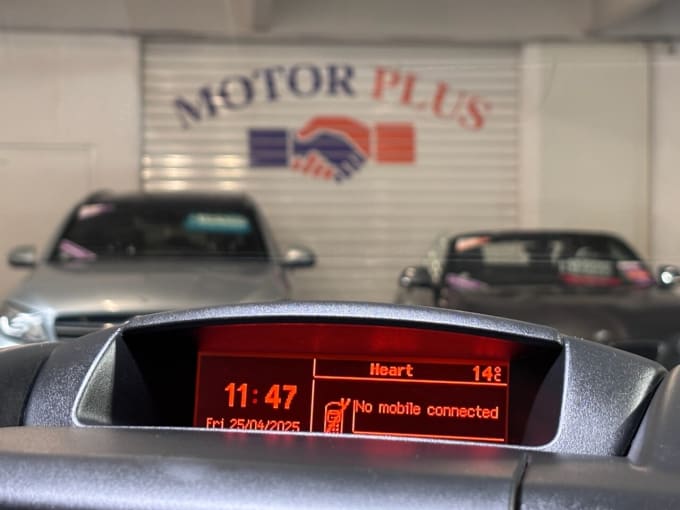 MOTOR PLUS
Heart 14°C
11:47
No mobile connected
Fri 25/04/2025